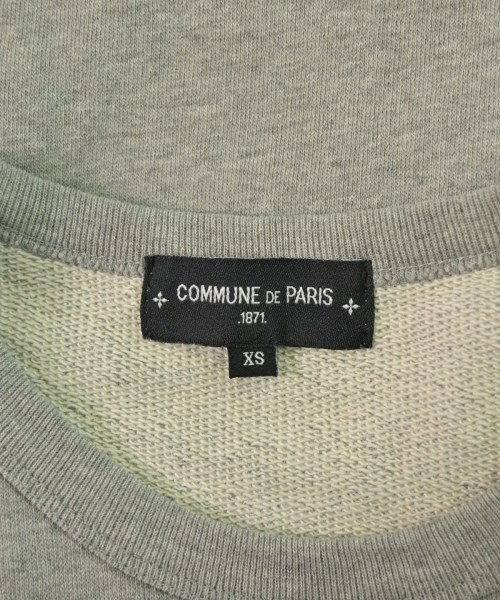 COMMUNE DE PARIS
.1871.
XS